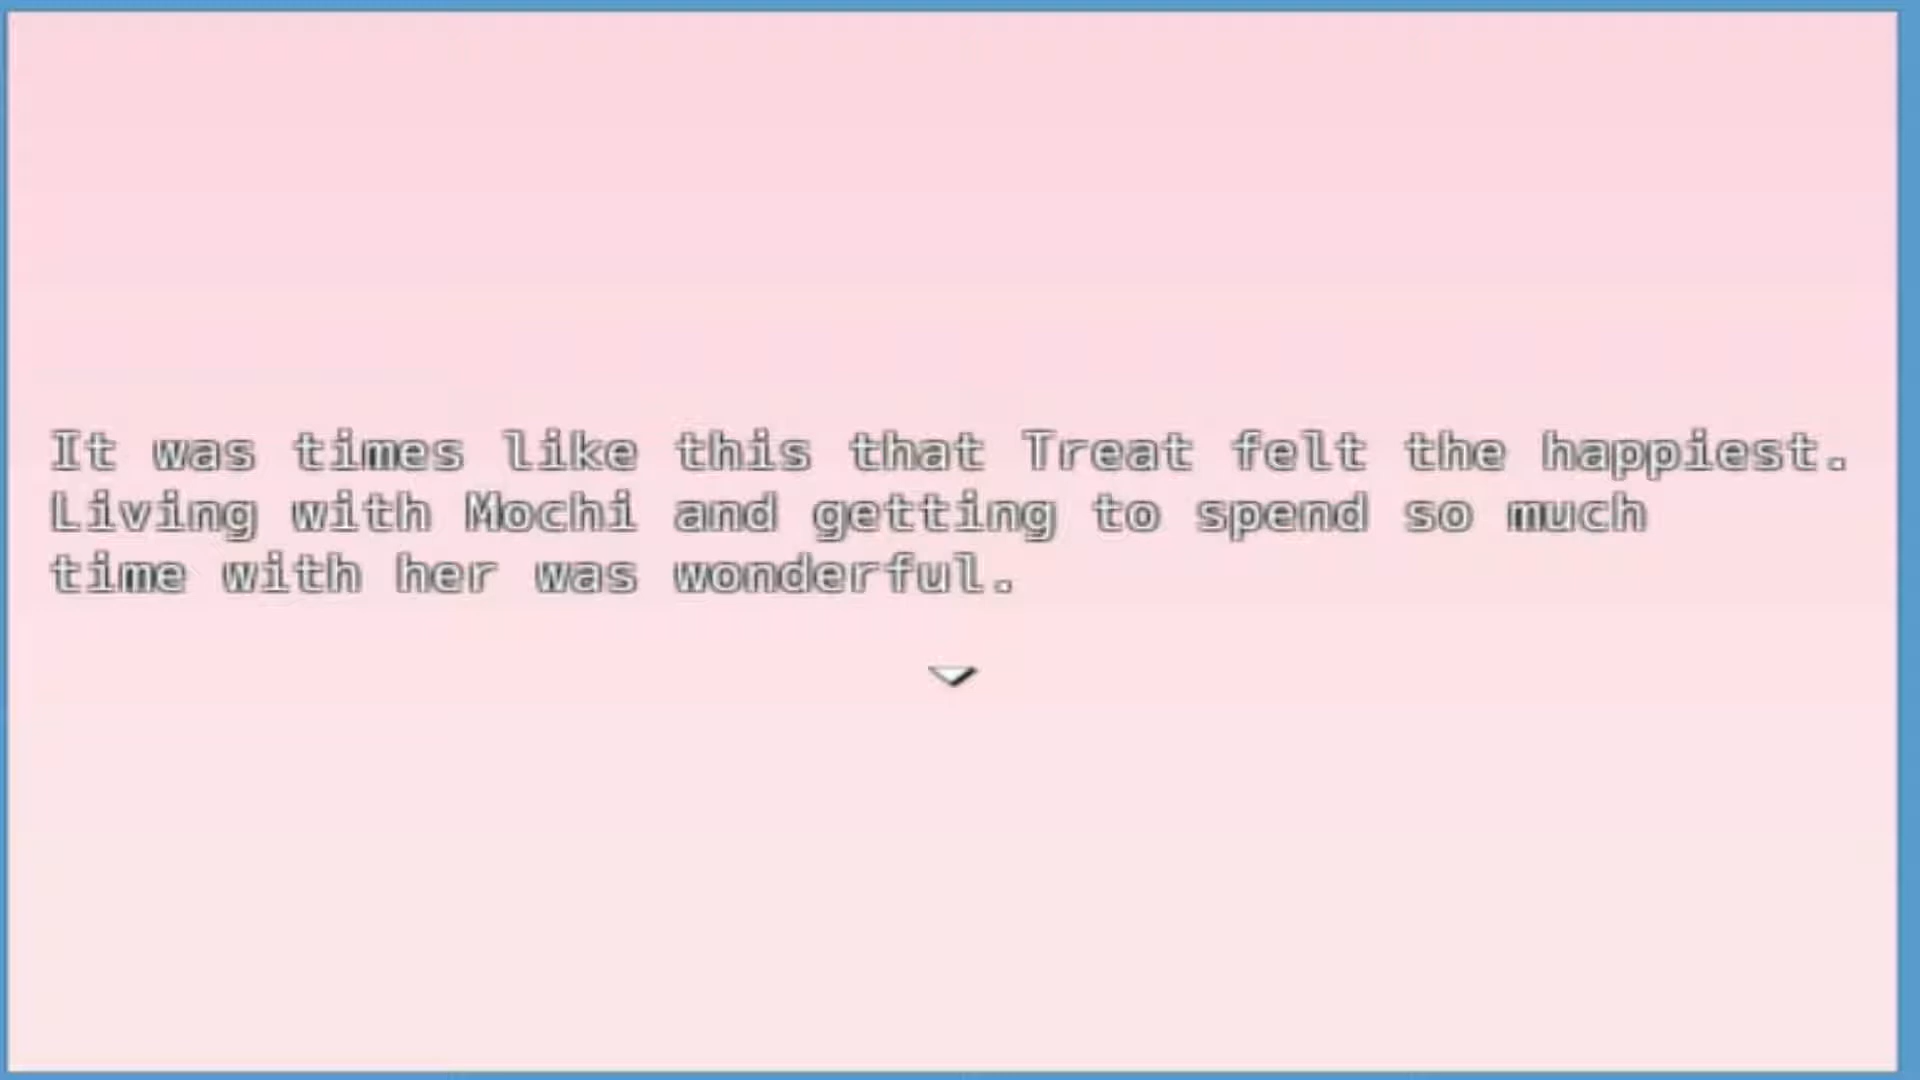 It was times like this that Treat felt the happiest.
Living with Mochi and getting to spend so much
time with her was wonderful.